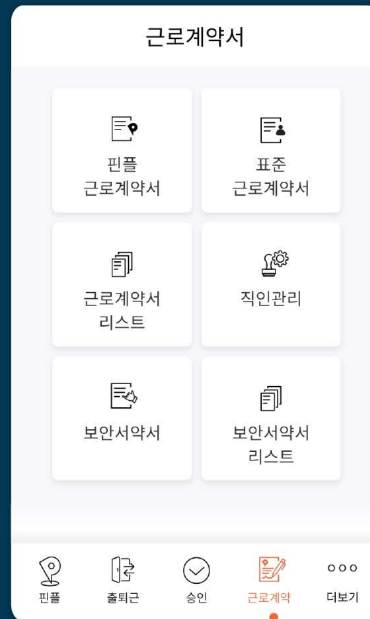 근로계약서
핀플
근로계약서
표준
근로계약서
근로계약서
리스트
직인관리
보안서약서
보안서약서
리스트
핀플
출퇴근
승인
근로계약
더보기